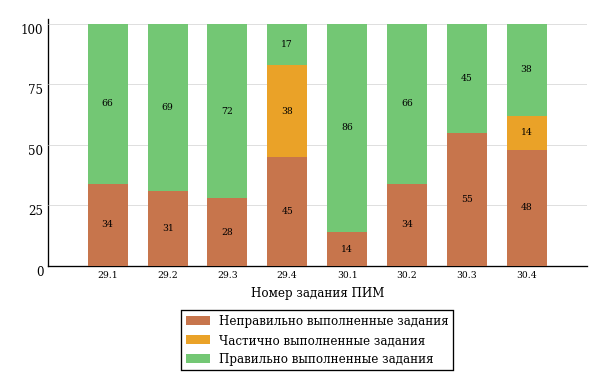 100
75
50
25
0
66 69 72 17 38 45 86 66 45 38 14
34 31 28 14 34 55 48
29.1 29.2 29.3 29.4 30.1 30.2 30.3 30.4
Номер задания ПИМ
Неправильно выполненные задания
Частично выполненные задания
Правильно выполненные задания